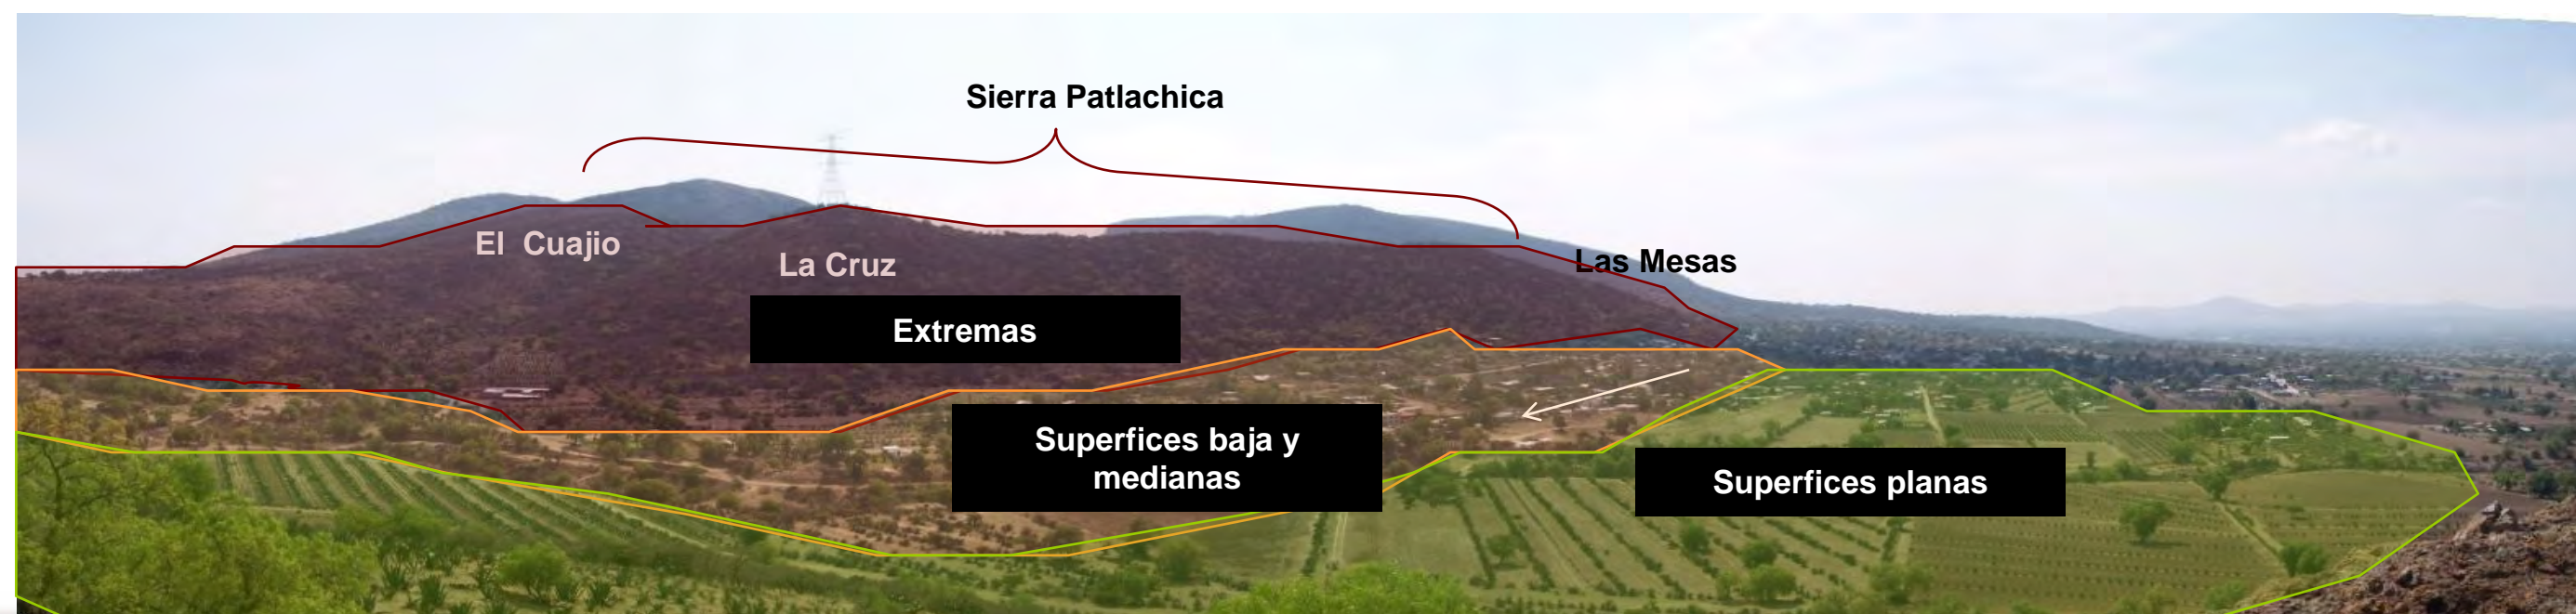 Sierra Patlachica
El Cuajio
La Cruz
Las Mesas
Extremas
Superfices baja y
medianas
Superfices planas